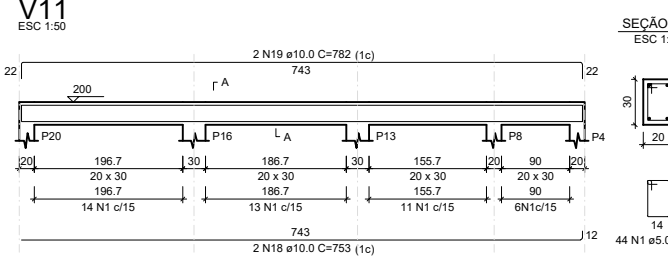 V11
ESC 1:50
SEÇÃO
ESC 1:
2 N19 ø10.0 C=782 (1c)
22 743 22
A
200
30
P20 P16 A P13 P8 P4
20
20 196.7 30 186.7 30 155.7 20 90 20
20 x 30 20 x 30 20 x 30 20 x 30
196.7 186.7 155.7 90
14 N1 c/15 13 N1 c/15 11 N1 c/15 6N1c/15
14
44 N1 ø5.0
743 12
2 N18 ø10.0 C=753 (1c)